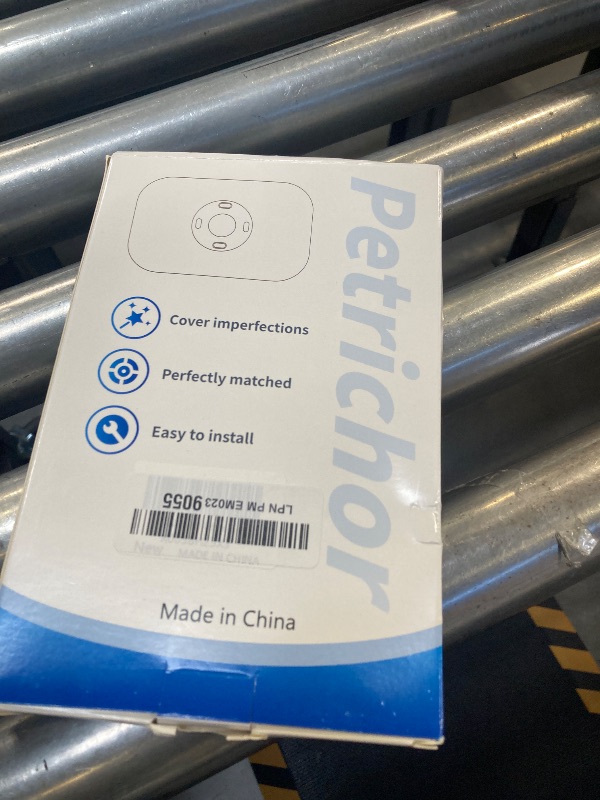 Petrichor
Cover imperfections
Perfectly matched
Easy to install
LPN PM EM023 9055
New
MADE IN CHINA
Made in China